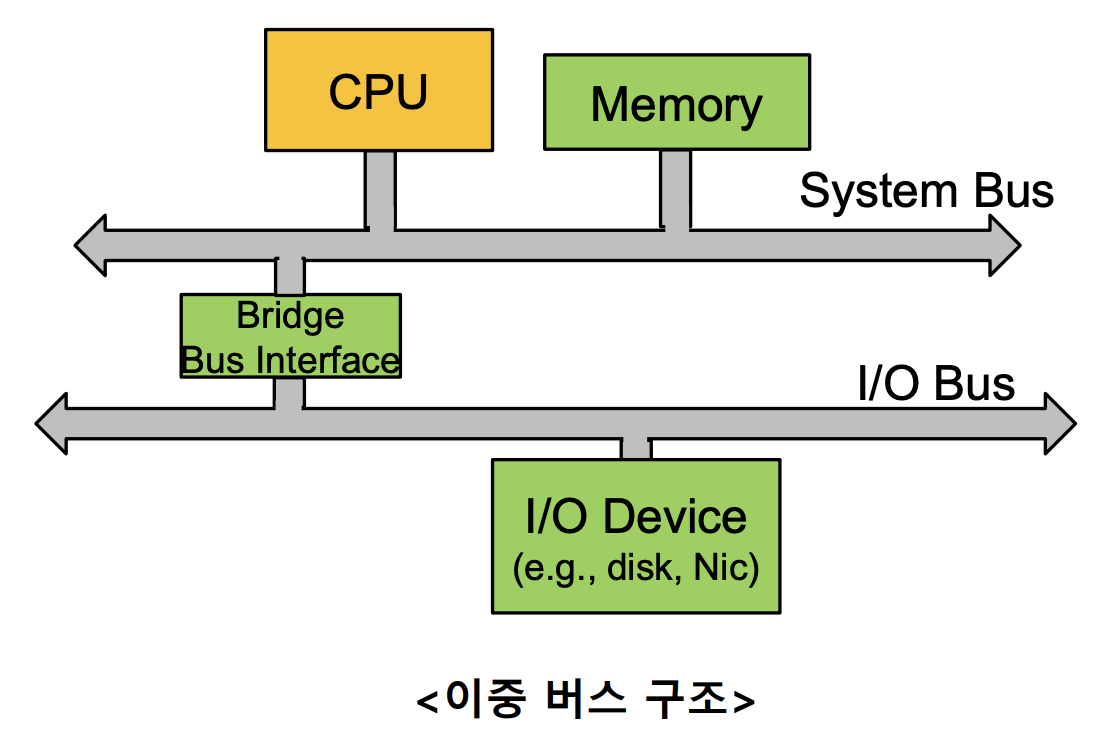 CPU
Memory
System Bus
Bridge
Bus Interface
I/O Bus
I/O Device
(e.g., disk, Nic)
<이중 버스 구조>